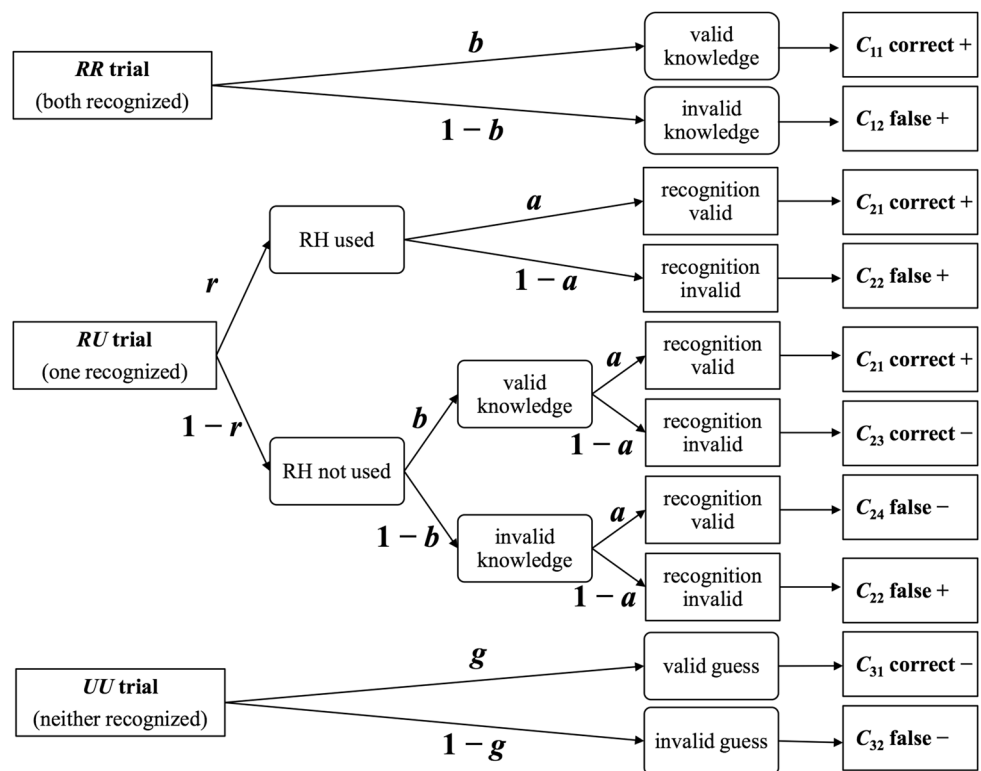 b
valid
knowledge
C11 correct +
RR trial
(both recognized)
1 − b
invalid
knowledge
C12 false +
a
recognition
valid
C21 correct +
RH used
r
1 − a
recognition
invalid
C22 false +
RU trial
(one recognized)
1 − r
RH not used
b
valid
knowledge
a
recognition
valid
C21 correct +
1 − a
recognition
invalid
C23 correct −
1 − b
invalid
knowledge
a
recognition
valid
C24 false −
1 − a
recognition
invalid
C22 false +
g
valid guess
C31 correct −
UU trial
(neither recognized)
1 − g
invalid guess
C32 false −